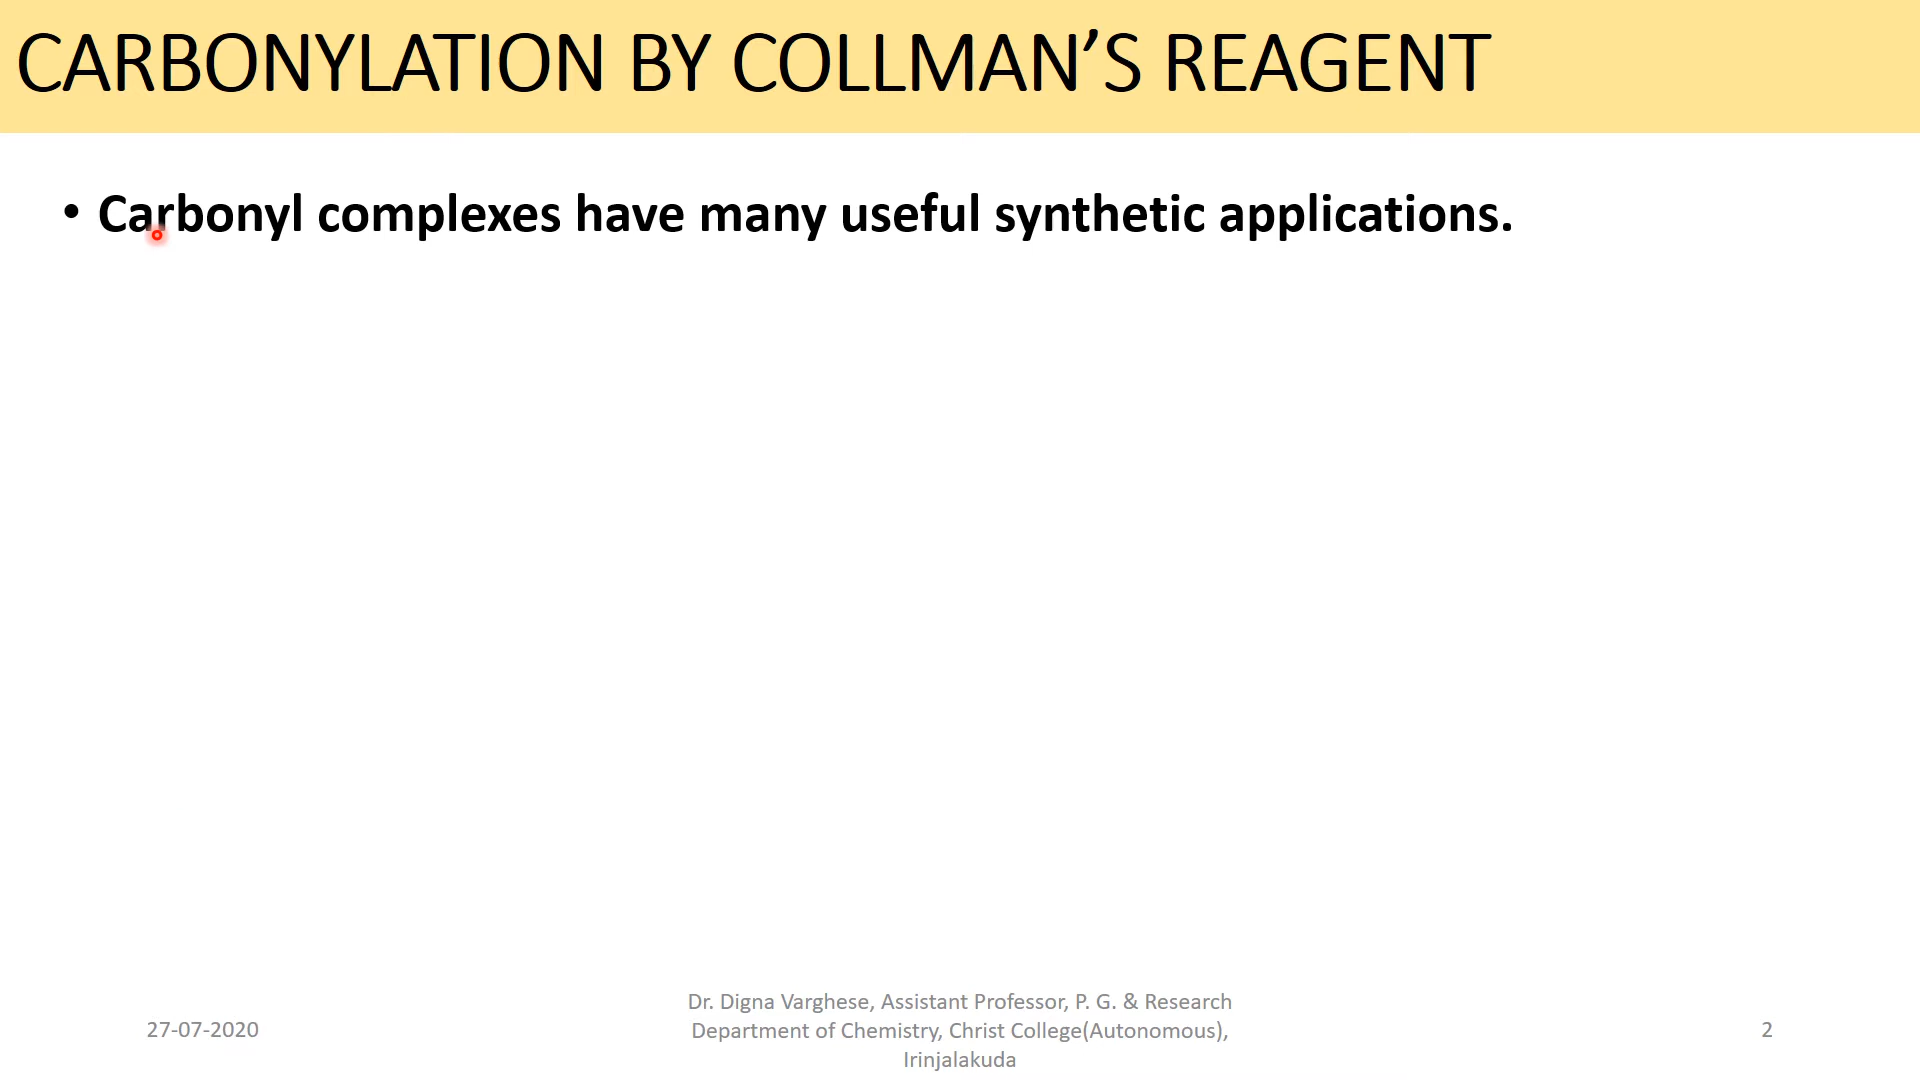 CARBONYLATION BY COLLMAN’S REAGENT
• Carbonyl complexes have many useful synthetic applications.
27-07-2020
Dr. Digna Varghese, Assistant Professor, P. G. & Research
Department of Chemistry, Christ College(Autonomous),
Irinjalakuda
2